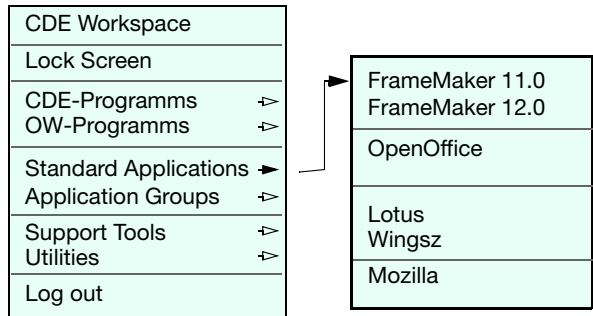 CDE Workspace
Lock Screen
CDE-Programms
OW-Programms
Standard Applications
Application Groups
Support Tools
Utilities
Log out
FrameMaker 11.0
FrameMaker 12.0
OpenOffice
Lotus
Wingsz
Mozilla